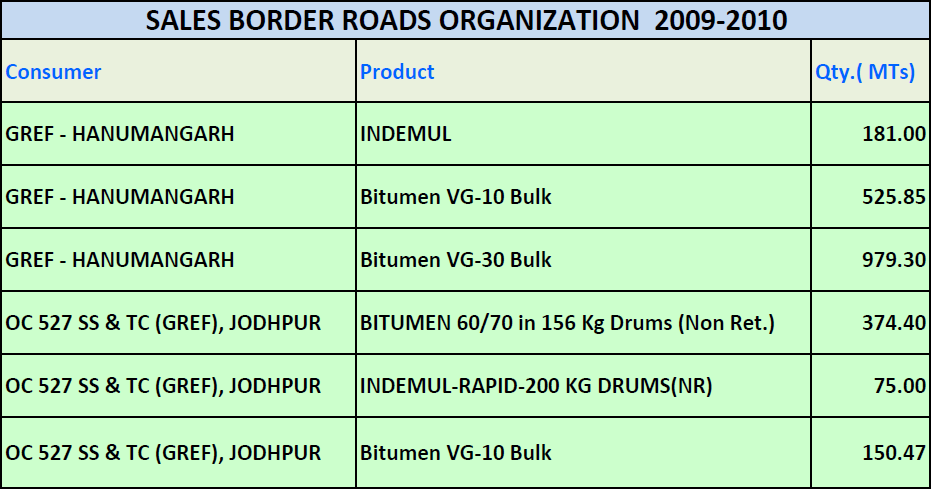 SALES BORDER ROADS ORGANIZATION 2009-2010
Consumer Product Qty.( MTs)
GREF - HANUMANGARH INDEMUL 181.00
GREF - HANUMANGARH Bitumen VG-10 Bulk 525.85
GREF - HANUMANGARH Bitumen VG-30 Bulk 979.30
OC 527 SS & TC (GREF), JODHPUR BITUMEN 60/70 in 156 Kg Drums (Non Ret.) 374.40
OC 527 SS & TC (GREF), JODHPUR INDEMUL-RAPID-200 KG DRUMS(NR) 75.00
OC 527 SS & TC (GREF), JODHPUR Bitumen VG-10 Bulk 150.47